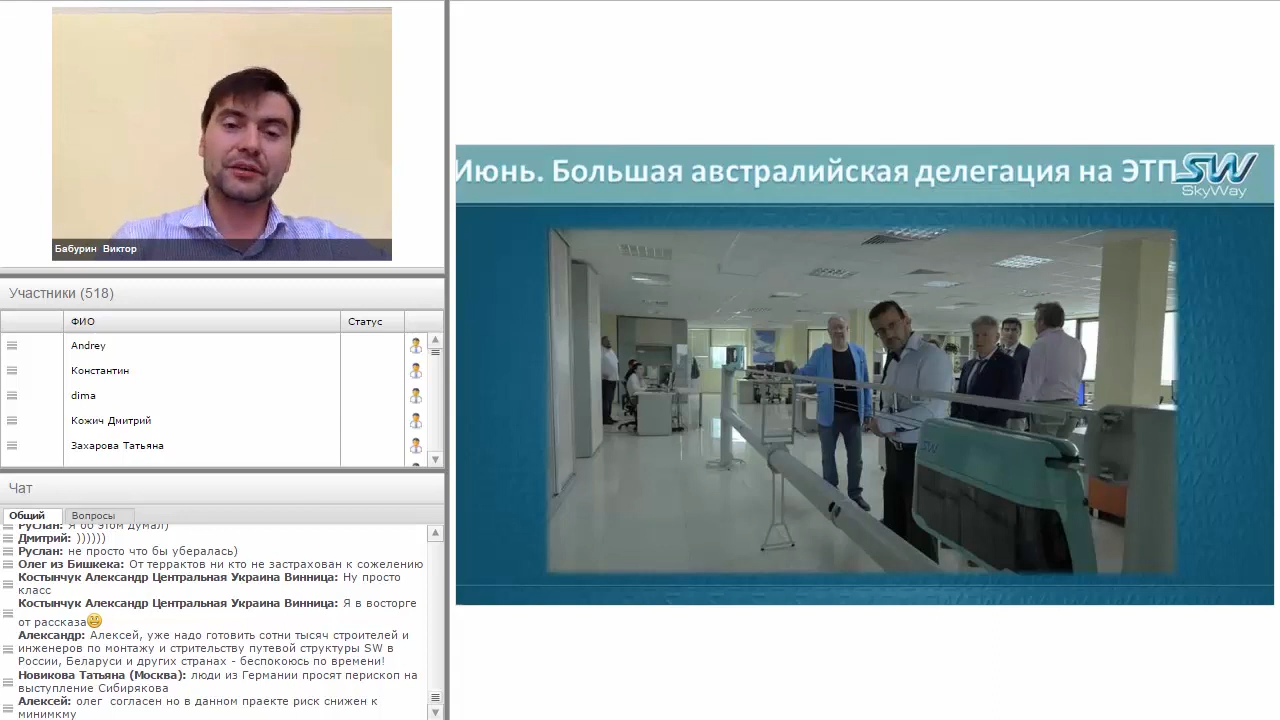 Бабурин Виктор
Участники (518)
ФИО Статус
Andrey
Константин
dima
Кожич Дмитрий
Захарова Татьяна
Чат
Общий Вопросы
Руслан: Я об этом думал)
Дмитрий: ))))))
Руслан: не просто что бы убералась)
Олег из Бишкека: От террактов ни кто не застрахован к сожелению
Костынчук Александр Центральная Украина Винница: Ну просто
класс
Костынчук Александр Центральная Украина Винница: Я в восторге
от рассказа
Александр: Алексей, уже надо готовить сотни тысяч строителей и
инженеров по монтажу и стрительству путевой структуры SW в
России, Беларуси и других странах - беспокоюсь по времени!
Новикова Татьяна (Москва): люди из Германии просят перископ на
выступление Сибирякова
Алексей: олег согласен но в данном праекте риск снижен к
минимкму
Июнь. Большая австралийская делегация на ЭТП
SW
SkyWay
SW